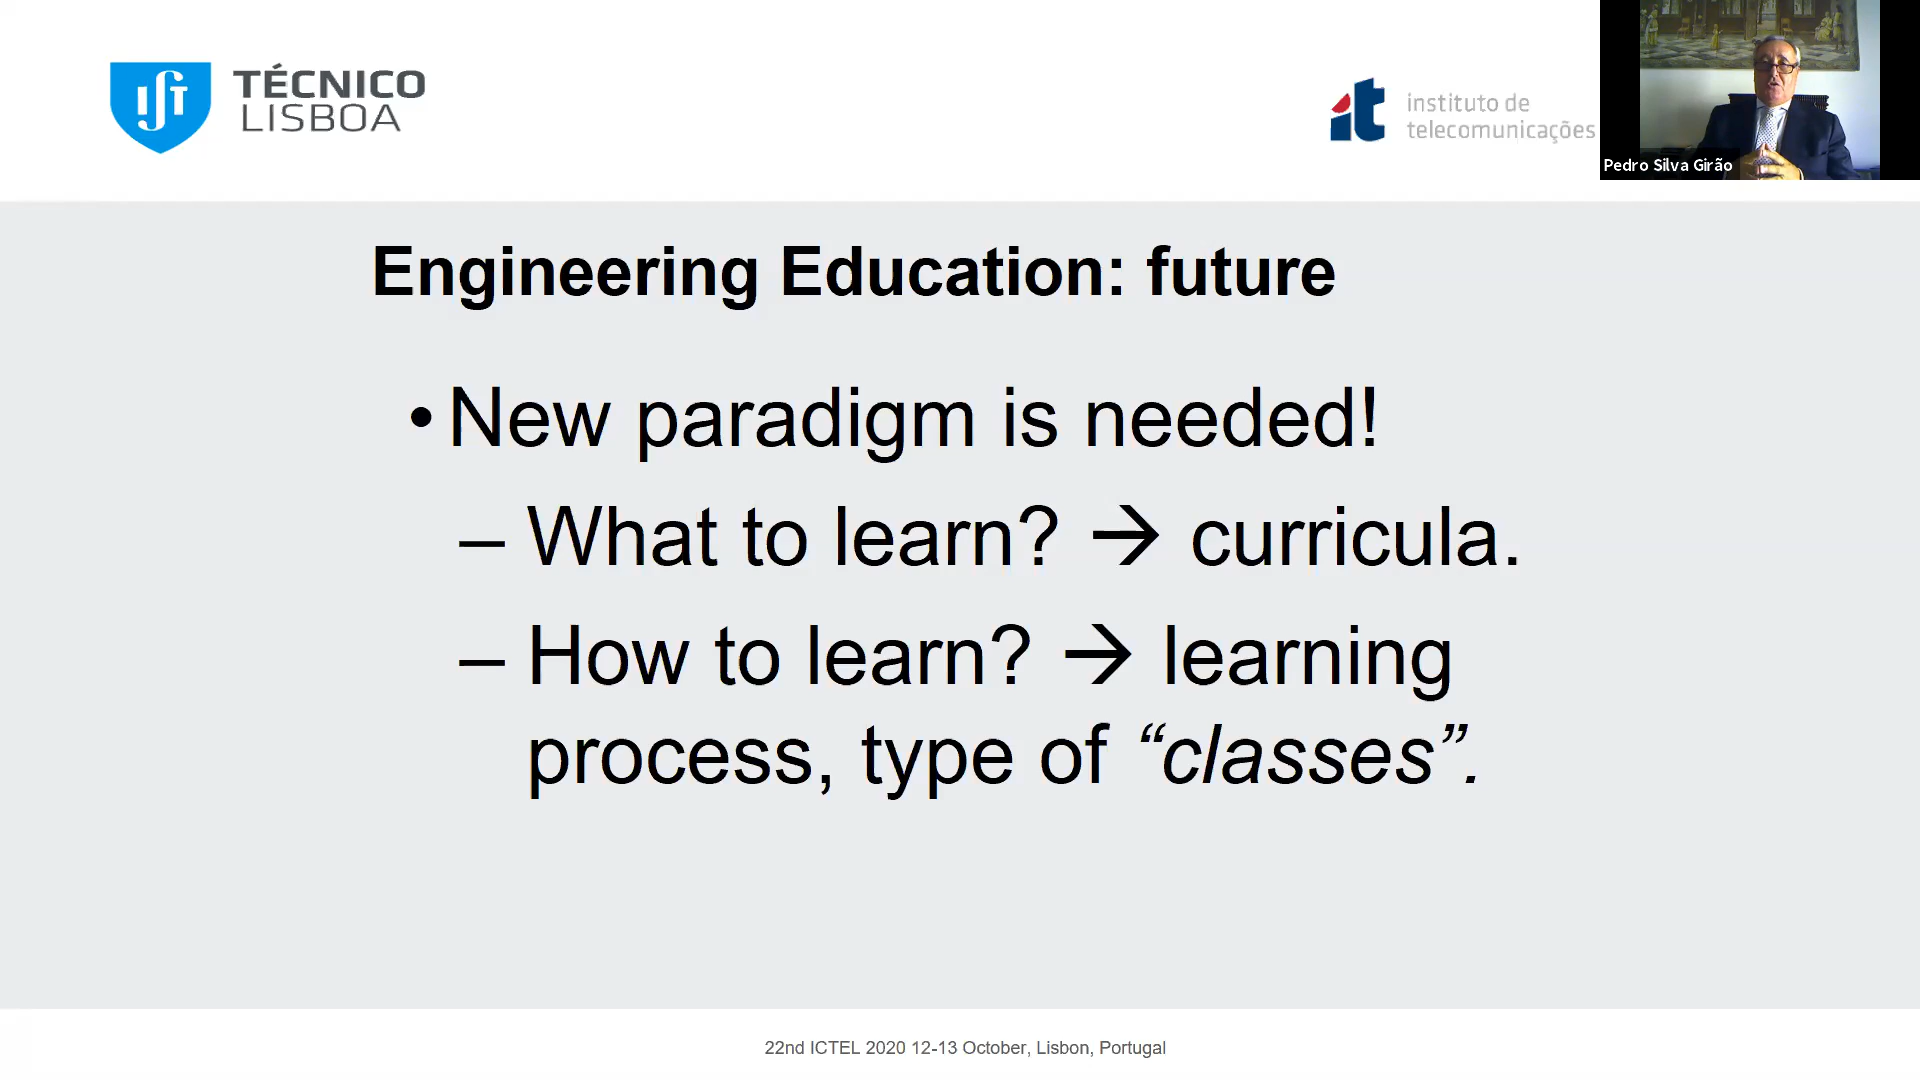 TÉCNICO
LISBOA
instituto de
telecomunicações
Pedro Silva Girão
Engineering Education: future
• New paradigm is needed!
– What to learn? → curricula.
– How to learn? → learning
process, type of “classes”.
22nd ICTEL 2020 12-13 October, Lisbon, Portugal